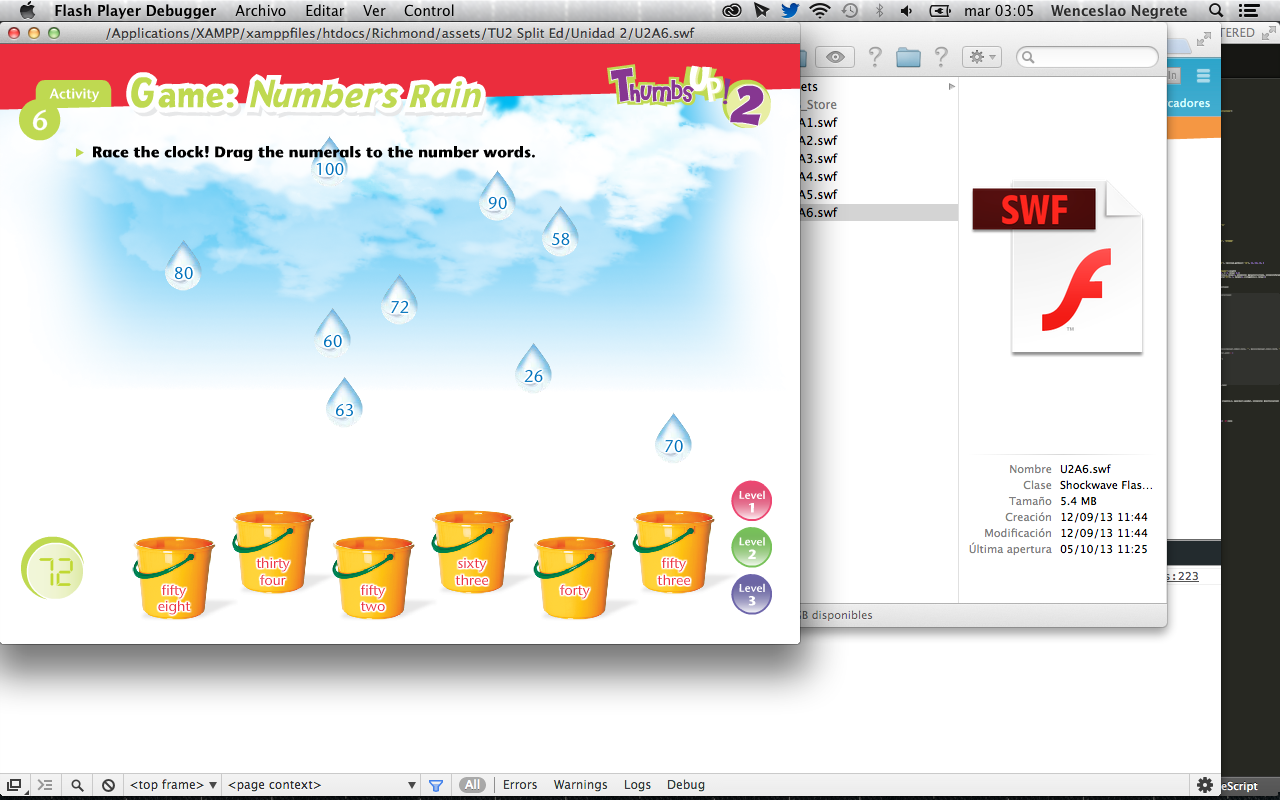 Flash Player Debugger Archivo Editar Ver Control mar 03:05 Wenceslao Negrete
/Applications/XAMPP/xamppfiles/htdocs/Richmond/assets/TU2 Split Ed/Unidad 2/U2A6.swf
TERED
Activity
6
Game: Numbers Rain
Thumbs Up! 2
Race the clock! Drag the numerals to the number words.
100
90
58
80
72
60
26
63
70
Level
1
Level
2
Level
3
72
fifty
eight
thirty
four
fifty
two
sixty
three
forty
fifty
three
ets
_Store
A1.swf
A2.swf
A3.swf
A4.swf
A5.swf
A6.swf
SWF
TM
Nombre U2A6.swf
Clase Shockwave Flas...
Tamaño 5.4 MB
Creación 12/09/13 11:44
Modificación 12/09/13 11:44
Última apertura 05/10/13 11:25
B disponibles
In
cadores
s:223
<top frame> <page context> All Errors Warnings Logs Debug
eScript